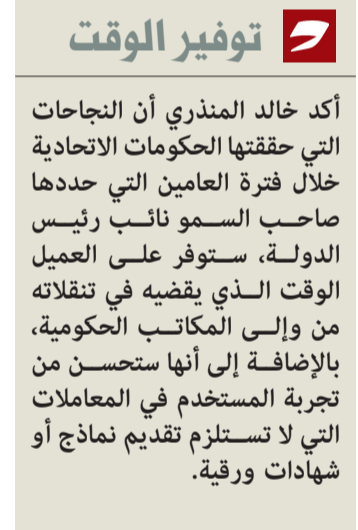 توفير الوقت
أكد خالد المنذري أن النجاحات
التي حققتها الحكومات الاتحادية
خلال فترة العامين التي حددها
صاحب السمو نائب رئيس
الدولة، ستوفر على العميل
الوقت الذي يقضيه في تنقلاته
من وإلى المكاتب الحكومية،
بالإضافة إلى أنها ستحسن من
تجربة المستخدم في المعاملات
التي لا تستلزم تقديم نماذج أو
شهادات ورقية.